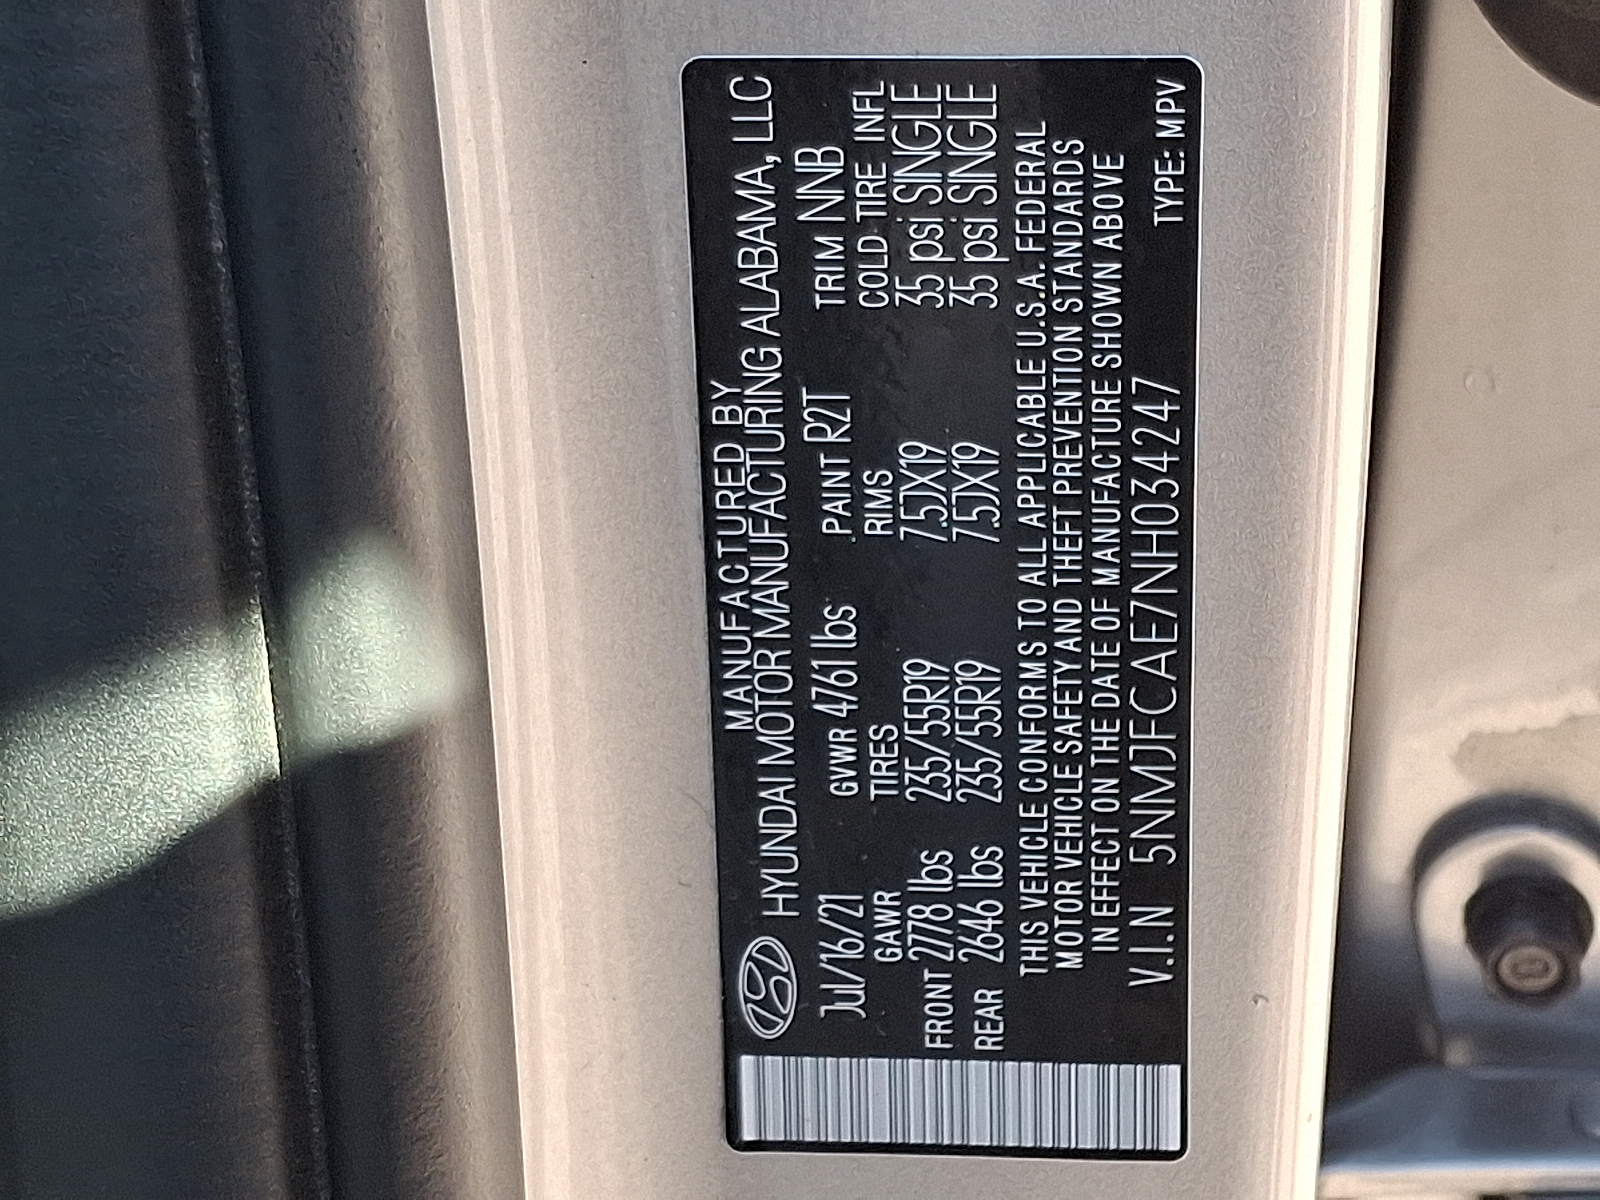 MANUFACTURED BY
HYUNDAI MOTOR MANUFACTURING ALABAMA, LLC
Jul/16/21 GVWR 4761 lbs PAINT R2T TRIM NNB
GAWR TIRES RIMS COLD TIRE INFL
FRONT 2778 lbs 235/55R19 7.5JX19 35 psi SINGLE
REAR 2646 lbs 235/55R19 7.5JX19 35 psi SINGLE
THIS VEHICLE CONFORMS TO ALL APPLICABLE U.S.A. FEDERAL
MOTOR VEHICLE SAFETY AND THEFT PREVENTION STANDARDS
IN EFFECT ON THE DATE OF MANUFACTURE SHOWN ABOVE
V.I.N 5NMJFCAE7NH034247 TYPE: MPV